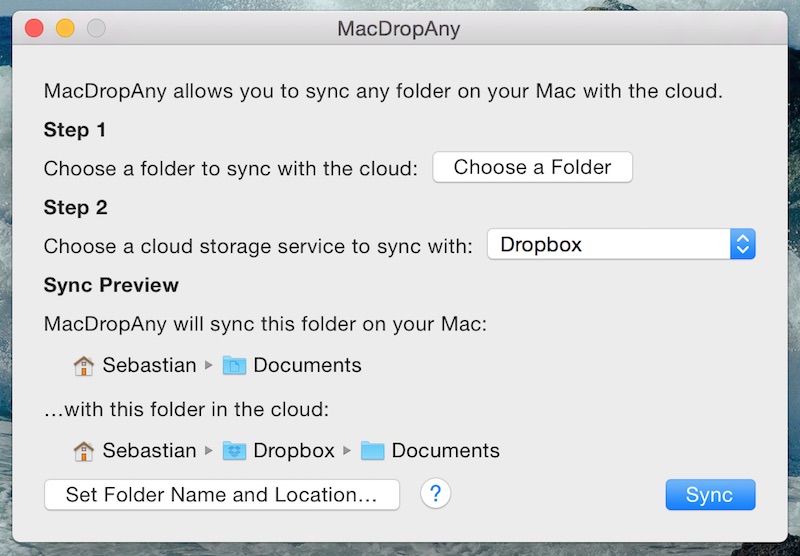 MacDropAny
MacDropAny allows you to sync any folder on your Mac with the cloud.
Step 1
Choose a folder to sync with the cloud: Choose a Folder
Step 2
Choose a cloud storage service to sync with: Dropbox
Sync Preview
MacDropAny will sync this folder on your Mac:
Sebastian Documents
...with this folder in the cloud:
Sebastian Dropbox Documents
Set Folder Name and Location... ? Sync